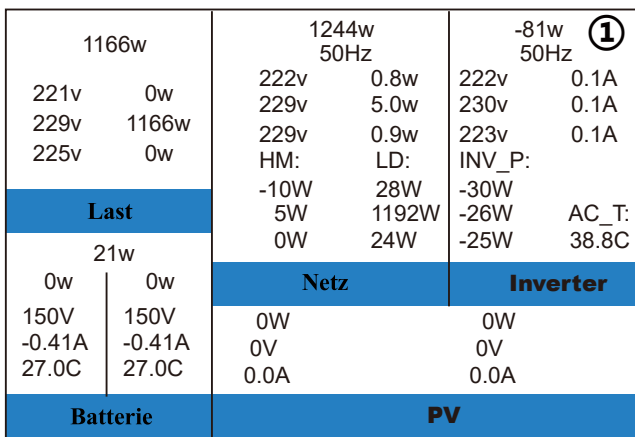 1166w
221v 0w
229v 1166w
225v 0w
Last
1244w
50Hz
222v 0.8w
229v 5.0w
229v 0.9w
HM: LD:
-10W 28W
5W 1192W
0W 24W
Netz
-81w ①
50Hz
222v 0.1A
230v 0.1A
223v 0.1A
INV_P:
-30W
-26W AC_T:
-25W 38.8C
Inverter
21w
0w 0w
150V 150V
-0.41A -0.41A
27.0C 27.0C
Batterie
0W 0W
0V 0V
0.0A 0.0A
PV